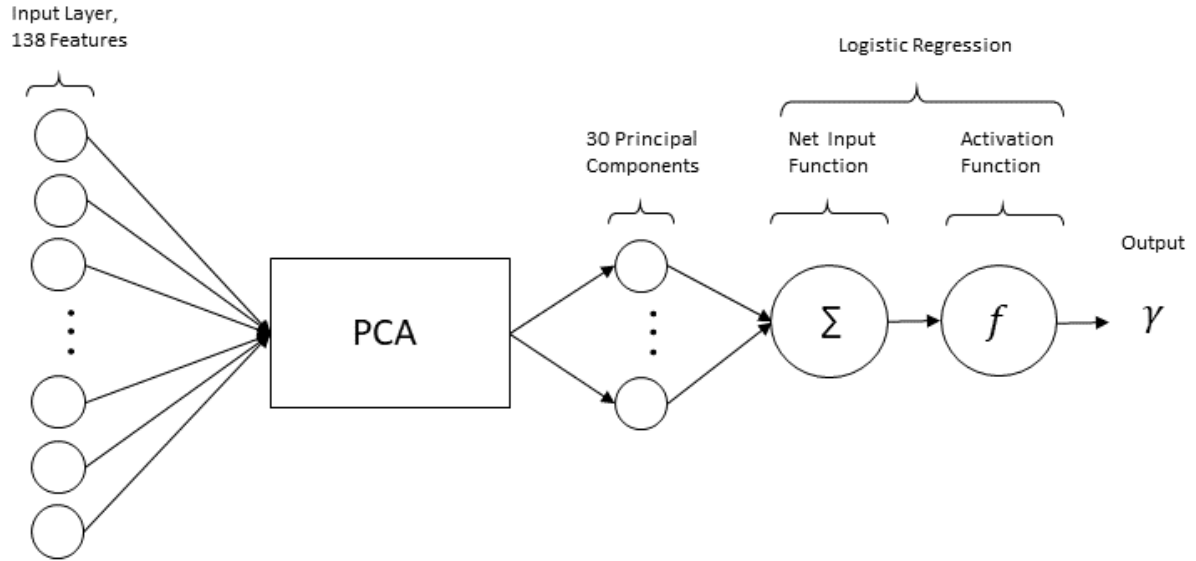 Input Layer,
138 Features
Logistic Regression
30 Principal
Components
Net Input
Function
Activation
Function
Output
PCA
Σ
f
γ